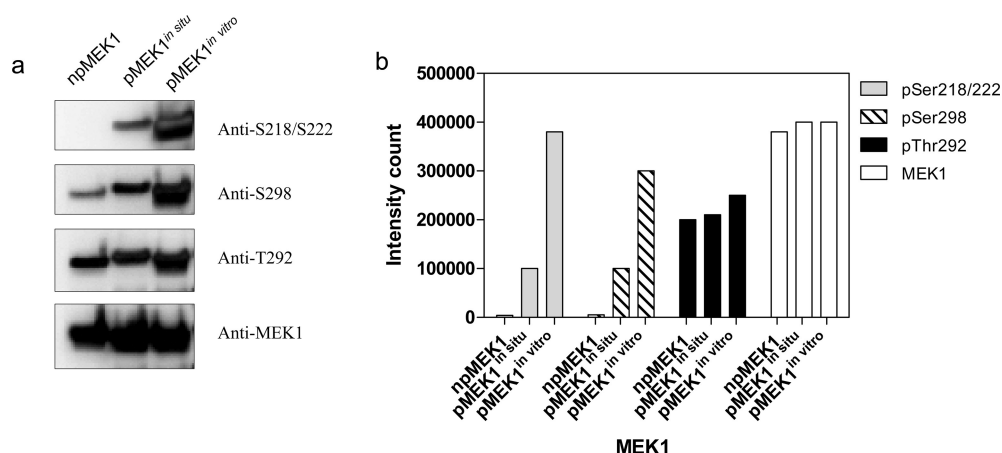 a
npMEK1
pMEK1in situ
pMEK1in vitro
Anti-S218/S222
Anti-S298
Anti-T292
Anti-MEK1
b
500000
400000
300000
200000
100000
0
Intensity count
npMEK1
pMEK1in situ
pMEK1in vitro
npMEK1
pMEK1in situ
pMEK1in vitro
npMEK1
pMEK1in situ
pMEK1in vitro
npMEK1
pMEK1in situ
pMEK1in vitro
MEK1
pSer218/222
pSer298
pThr292
MEK1